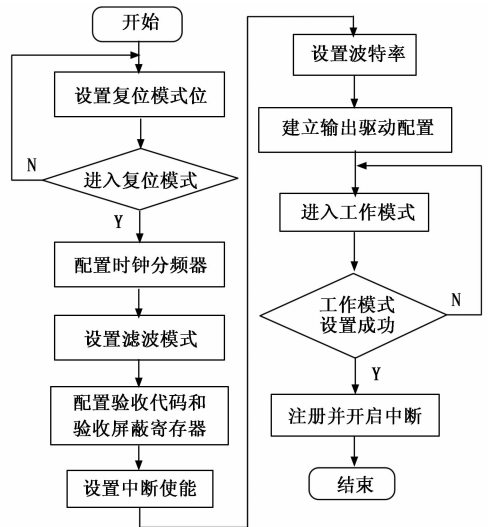 开始
设置复位模式位
N
进入复位模式
Y
配置时钟分频器
设置滤波模式
配置验收代码和
验收屏蔽寄存器
设置中断使能
设置波特率
建立输出驱动配置
进入工作模式
工作模式
设置成功
N
Y
注册并开启中断
结束